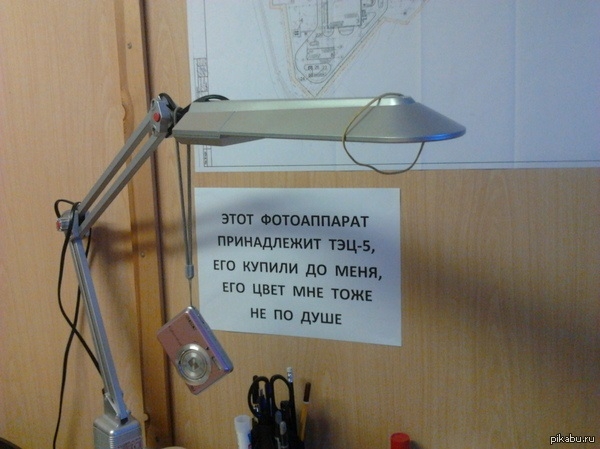 ЭТОТ ФОТОАППАРАТ
ПРИНАДЛЕЖИТ ТЭЦ-5,
ЕГО КУПИЛИ ДО МЕНЯ,
ЕГО ЦВЕТ МНЕ ТОЖЕ
НЕ ПО ДУШЕ
pikabu.ru